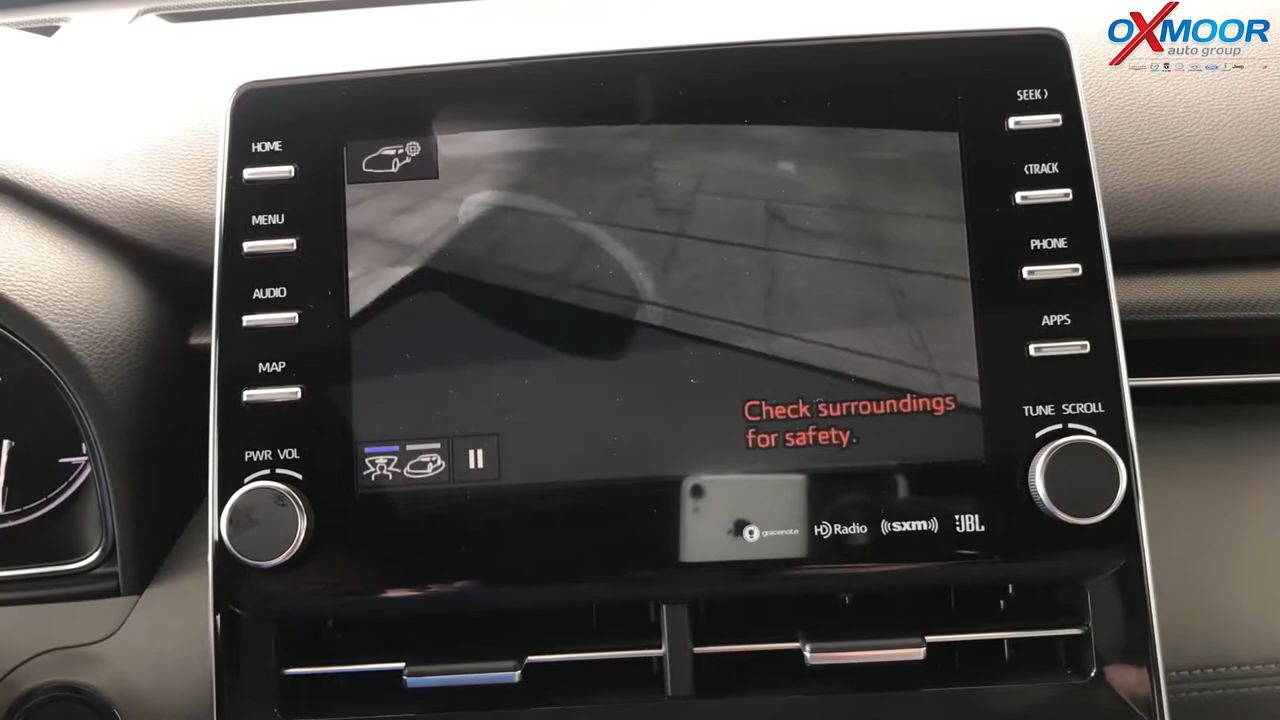 OXMOOR
auto group
HOME
MENU
AUDIO
MAP
PWR VOL
SEEK >
< TRACK
PHONE
APPS
TUNE SCROLL
Check surroundings
for safety.
gracenote
HD Radio
((sxm))
JBL